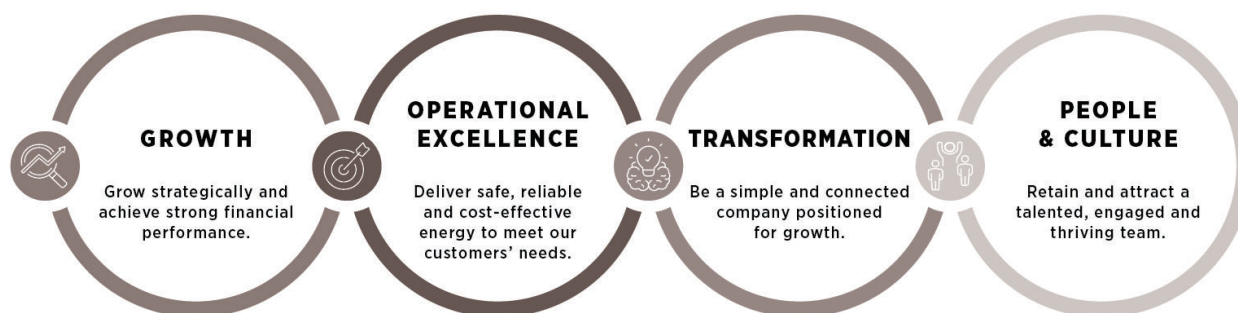 GROWTH
Grow strategically and
achieve strong financial
performance.
OPERATIONAL
EXCELLENCE
Deliver safe, reliable
and cost-effective
energy to meet our
customers’ needs.
TRANSFORMATION
Be a simple and connected
company positioned
for growth.
PEOPLE
& CULTURE
Retain and attract a
talented, engaged and
thriving team.